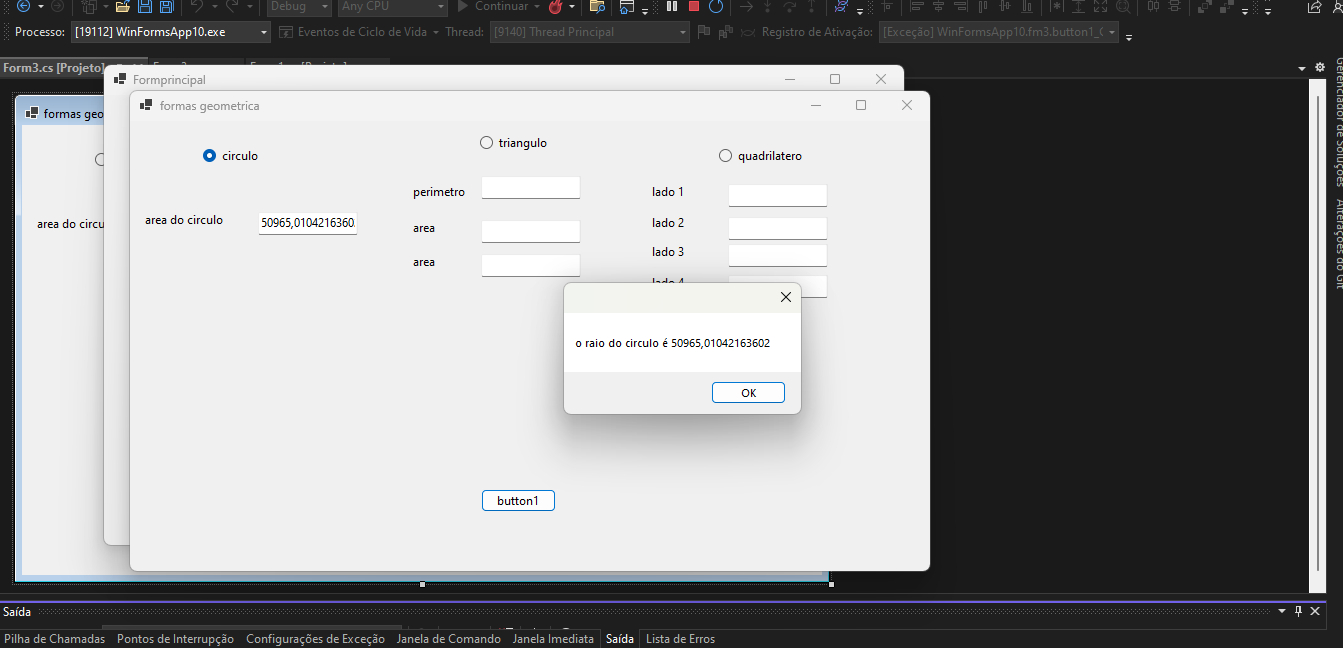 Debug
Any CPU
Continuar
Processo: [19112] WinFormsApp10.exe
Eventos de Ciclo de Vida
Thread: [9140] Thread Principal
Registro de Ativação: [Exceção] WinFormsApp10.fm3.button1_C
Form3.cs [Projeto]
Formprincipal
formas geometrica
formas geo
circulo
triangulo
quadrilatero
perimetro
lado 1
area do circulo
50965,0104216360
area
lado 2
area do circu
lado 3
area
lado 4
o raio do circulo é 50965,01042163602
OK
button1
Gerenciador de Soluções
Alterações do Git
Saída
Pilha de Chamadas
Pontos de Interrupção
Configurações de Exceção
Janela de Comando
Janela Imediata
Saída
Lista de Erros